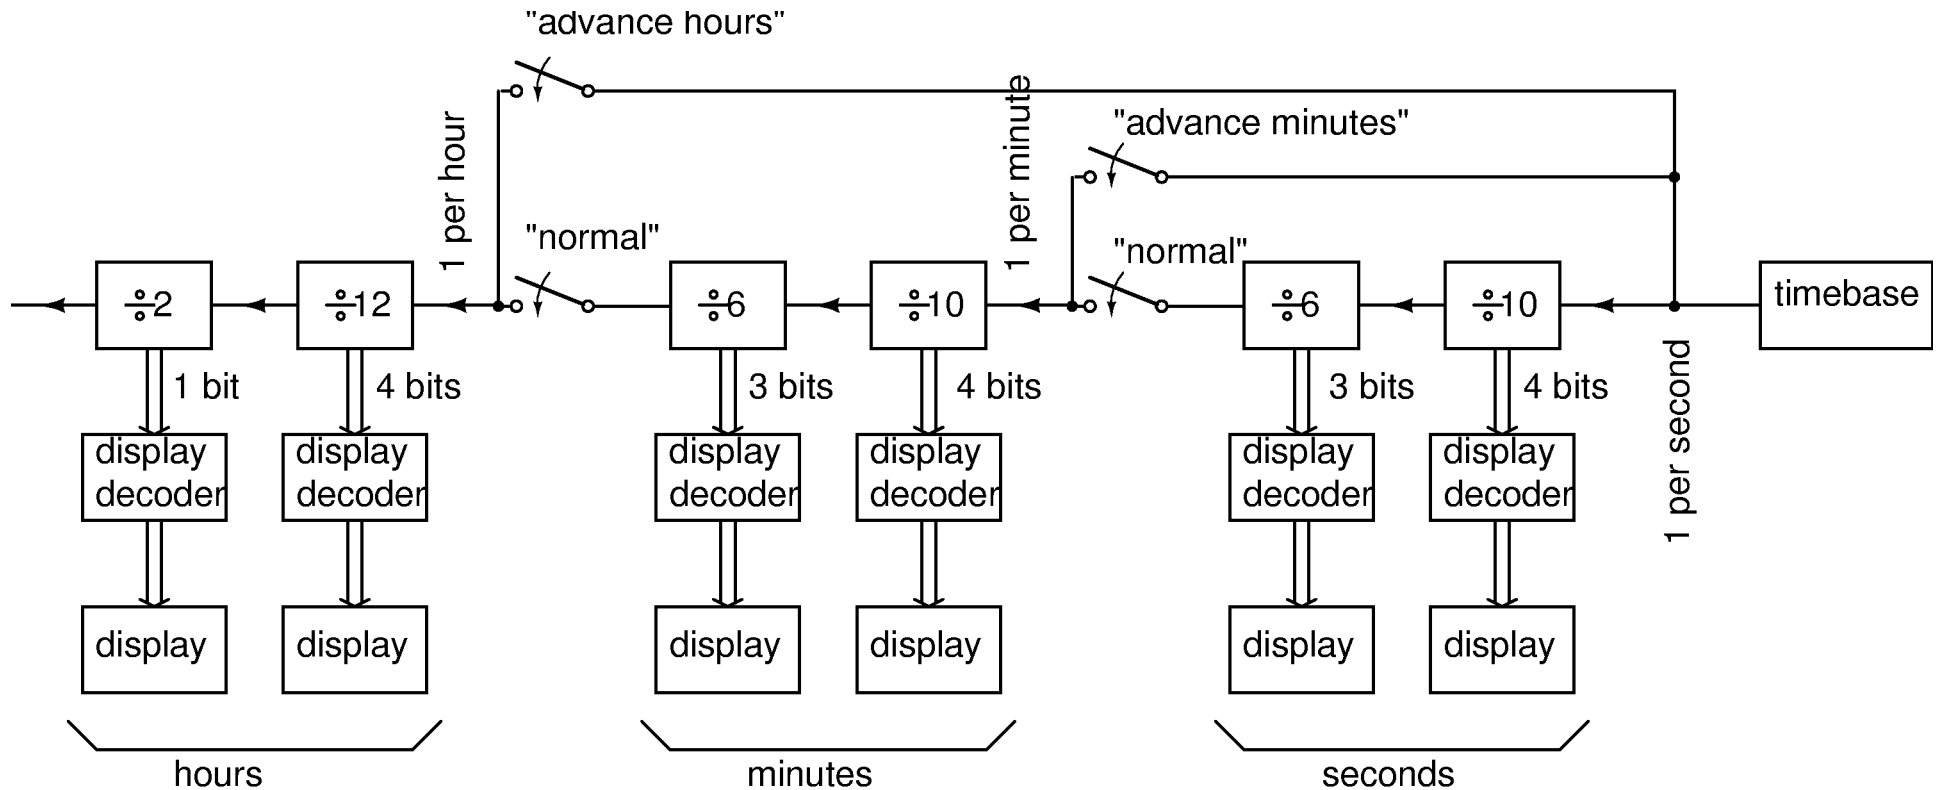 "advance hours"
1 per hour
1 per minute
"advance minutes"
"normal"
"normal"
÷2
÷12
÷6
÷10
÷6
÷10
timebase
1 bit
4 bits
3 bits
4 bits
3 bits
4 bits
1 per second
display
decoder
display
decoder
display
decoder
display
decoder
display
decoder
display
decoder
display
display
display
display
display
display
hours
minutes
seconds